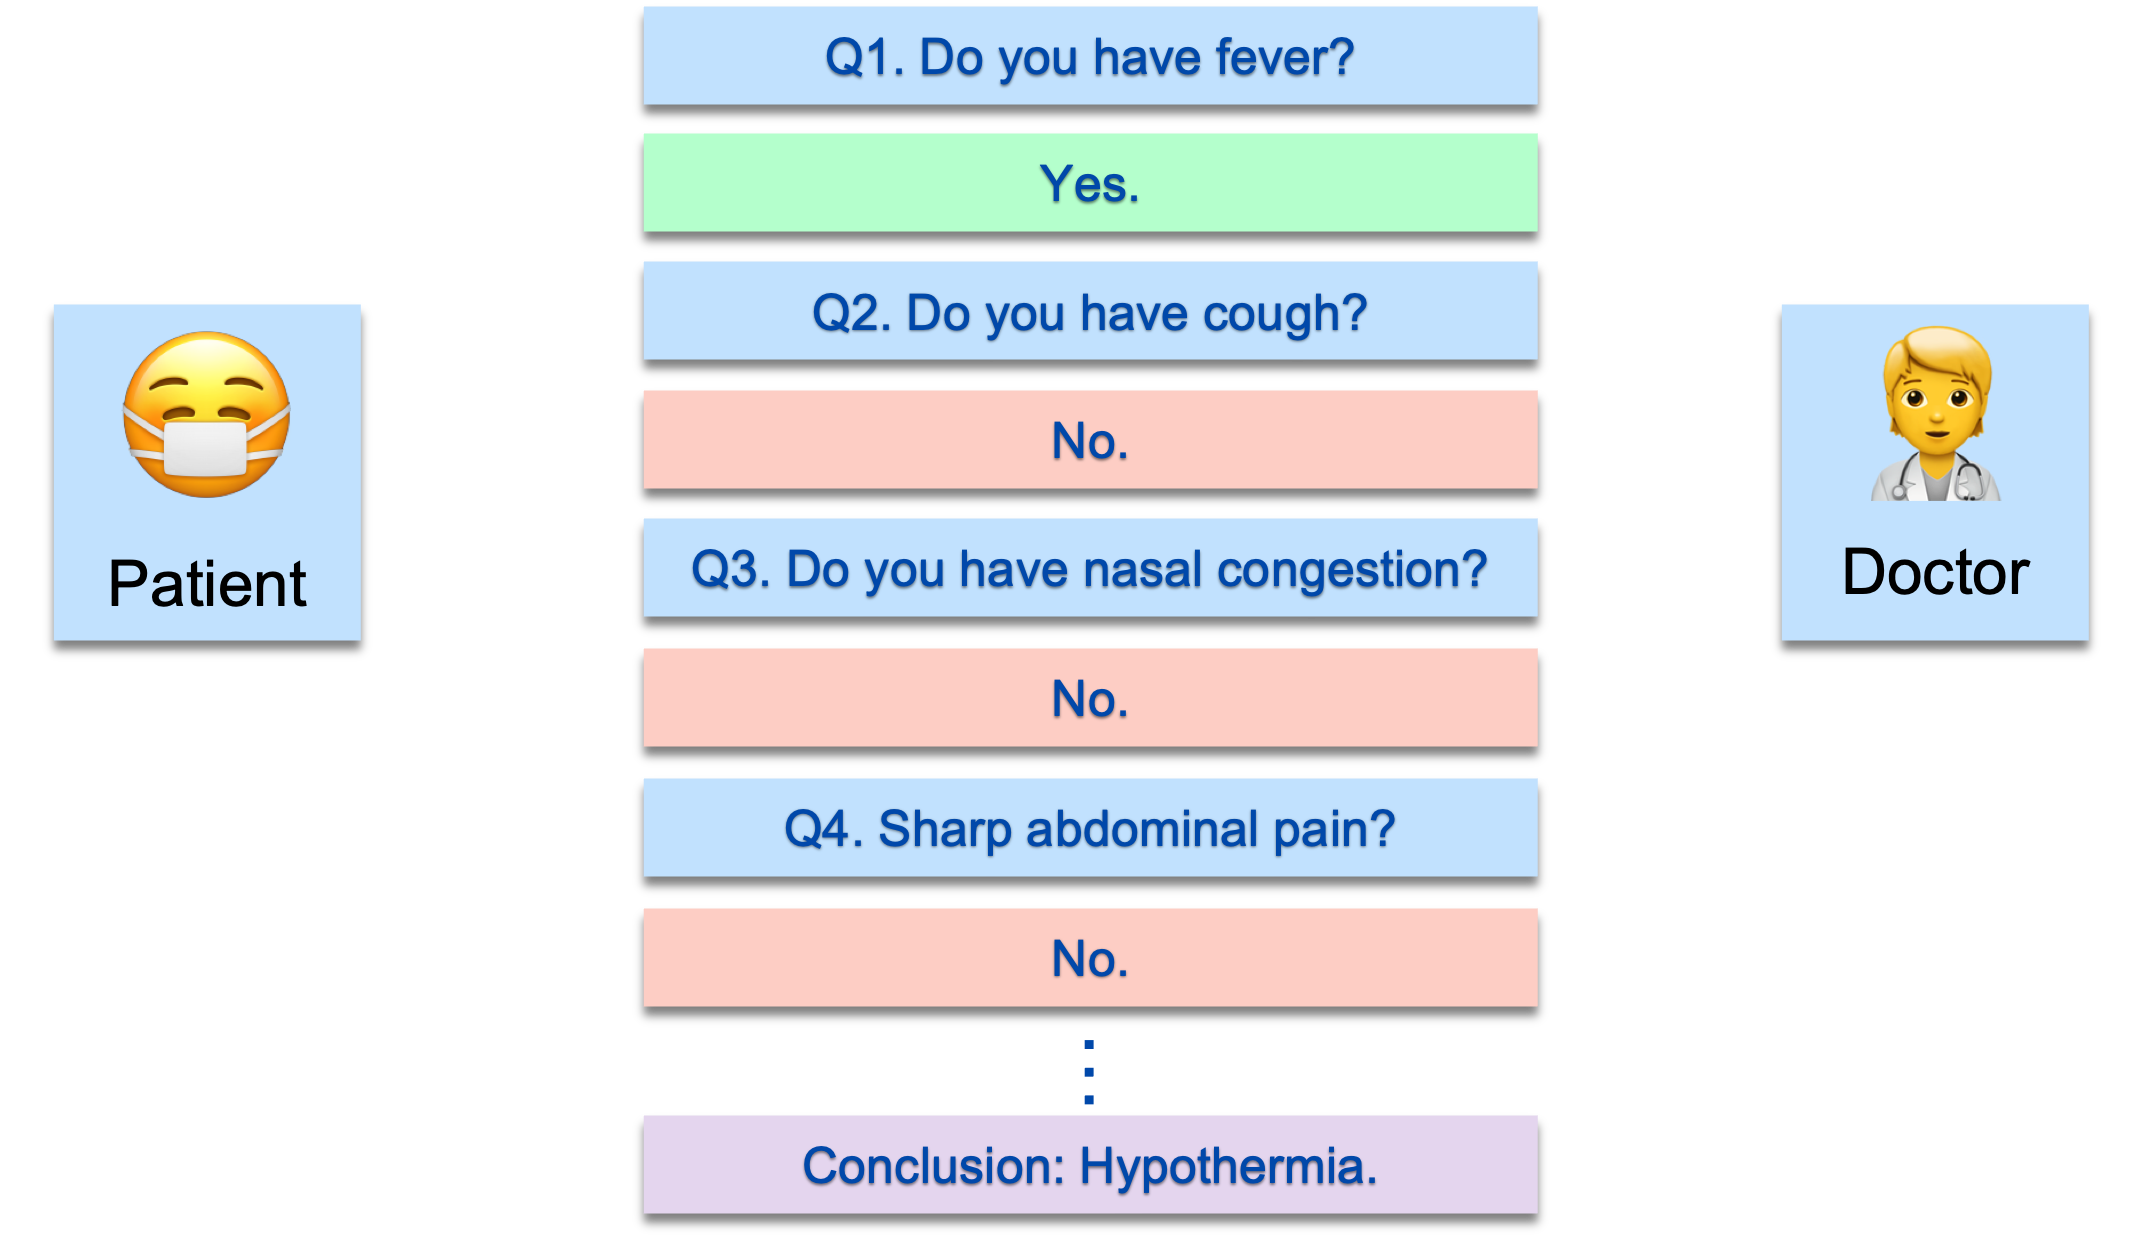 Q1. Do you have fever?
Yes.
Q2. Do you have cough?
No.
Patient
Doctor
Q3. Do you have nasal congestion?
No.
Q4. Sharp abdominal pain?
No.
Conclusion: Hypothermia.